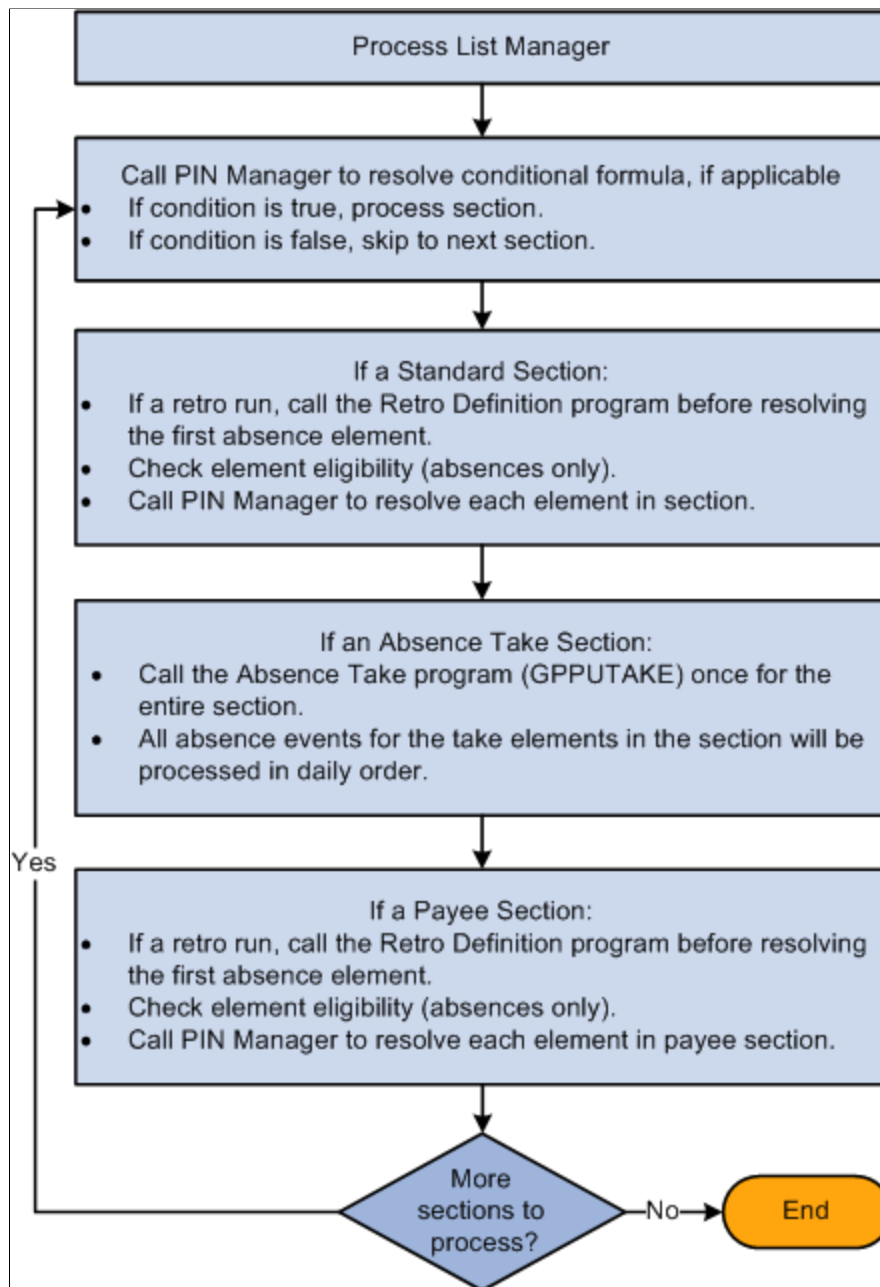 Process List Manager
Call PIN Manager to resolve conditional formula, if applicable
• If condition is true, process section.
• If condition is false, skip to next section.
If a Standard Section:
• If a retro run, call the Retro Definition program before resolving
the first absence element.
• Check element eligibility (absences only).
• Call PIN Manager to resolve each element in section.
If an Absence Take Section:
• Call the Absence Take program (GPPUTAKE) once for the
entire section.
• All absence events for the take elements in the section will be
processed in daily order.
Yes
If a Payee Section:
• If a retro run, call the Retro Definition program before resolving
the first absence element.
• Check element eligibility (absences only).
• Call PIN Manager to resolve each element in payee section.
More
sections to
process?
No
End